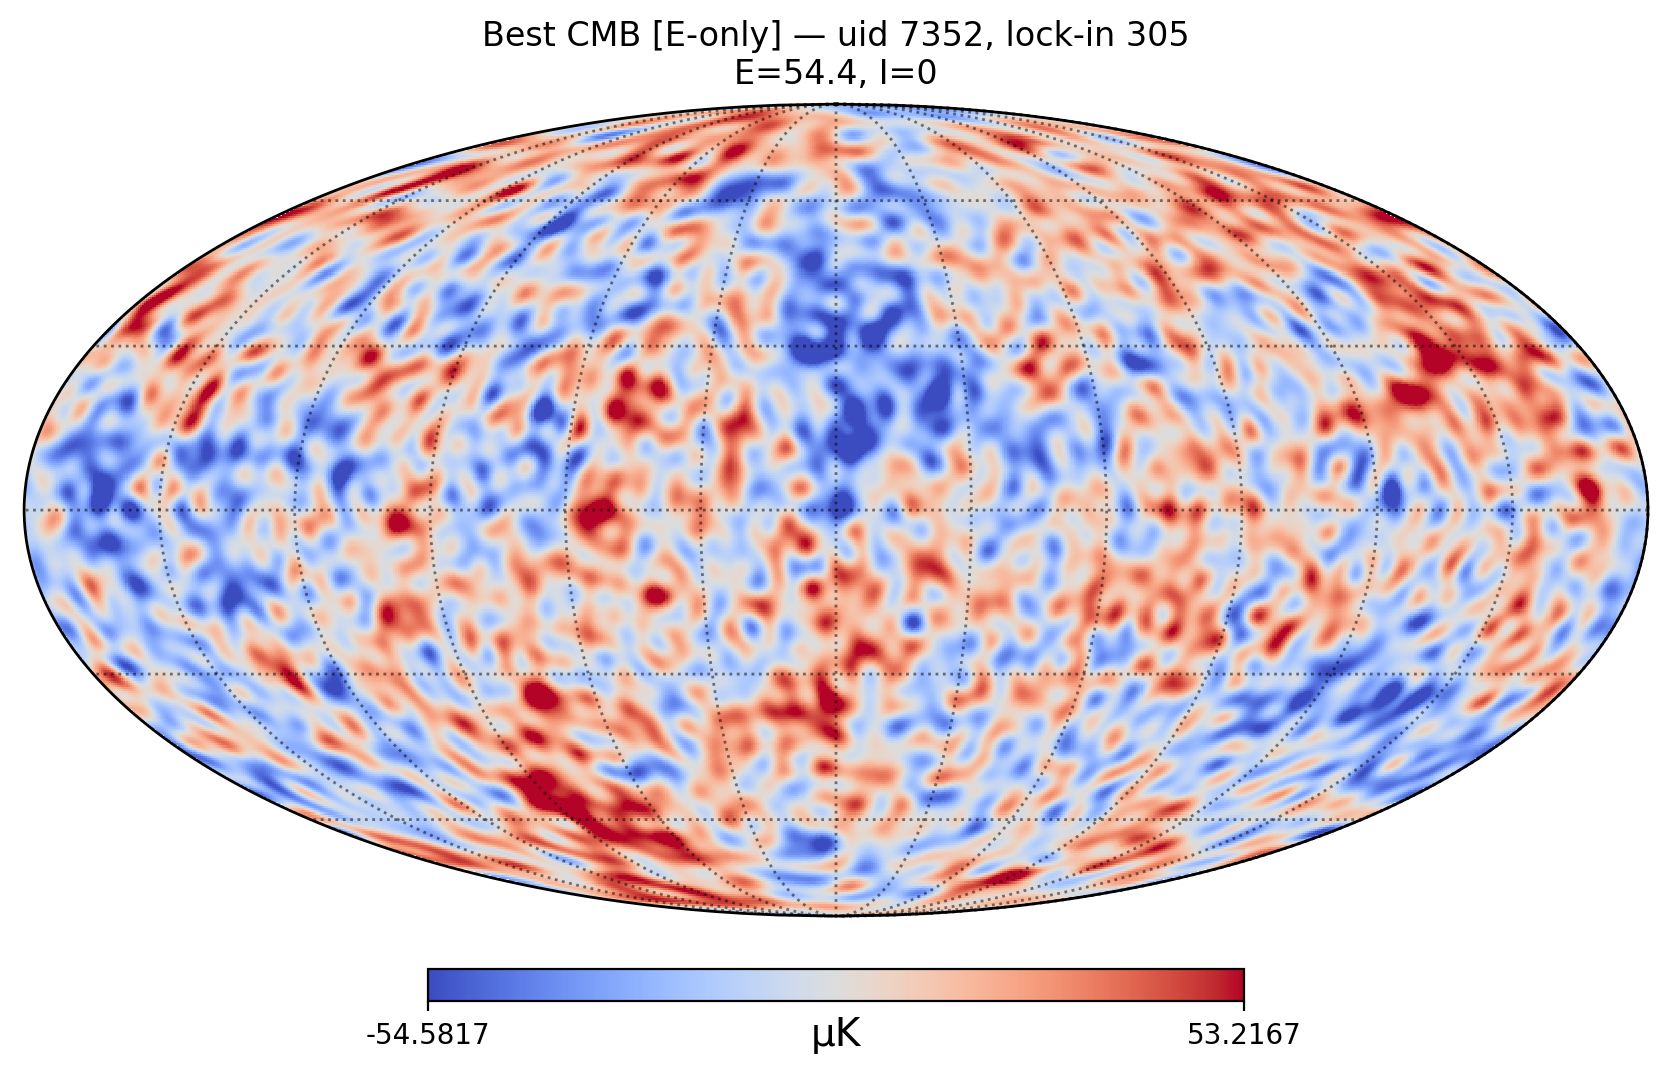 Best CMB [E-only] — uid 7352, lock-in 305
E=54.4, I=0
-54.5817
µK
53.2167